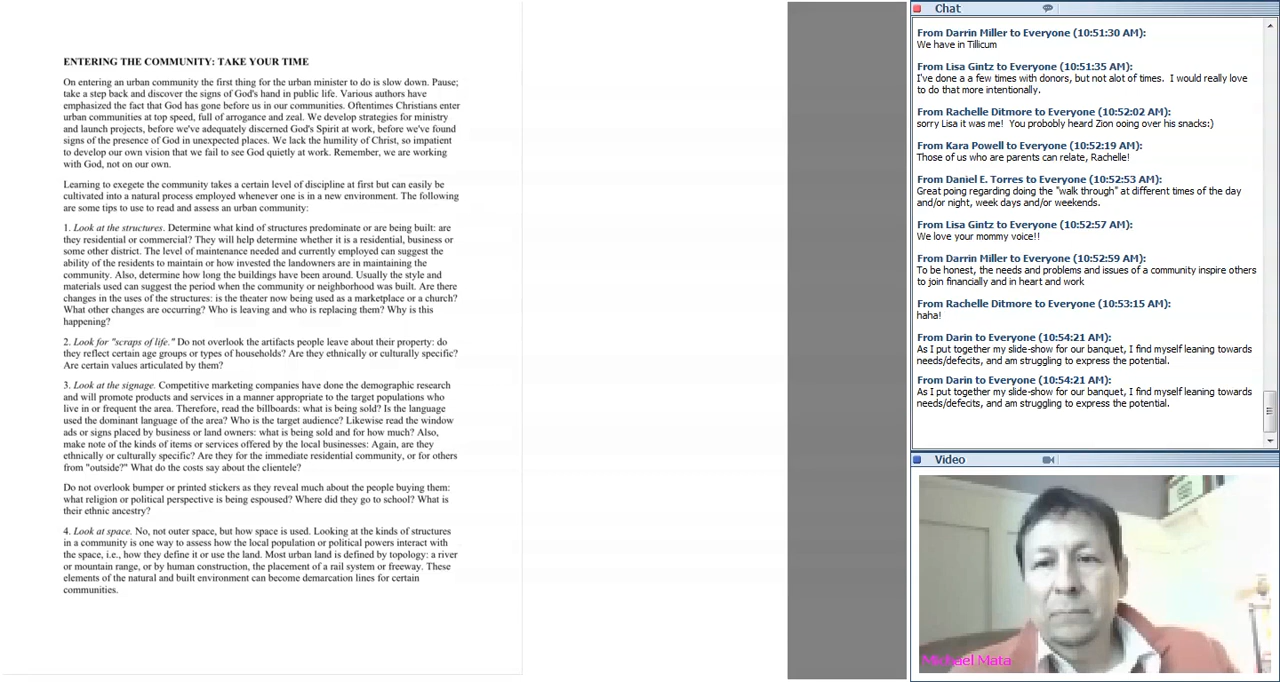 ENTERING THE COMMUNITY: TAKE YOUR TIME
On entering an urban community the first thing for the urban minister to do is slow down. Pause;
take a step back and discover the signs of God's hand in public life. Various authors have
emphasized the fact that God has gone before us in our communities. Oftentimes Christians enter
urban communities at top speed, full of arrogance and zeal. We develop strategies for ministry
and launch projects, before we've adequately discerned God's Spirit at work, before we've found
signs of the presence of God in unexpected places. We lack the humility of Christ, so impatient
to develop our own vision that we fail to see God quietly at work. Remember, we are working
with God, not on our own.
Learning to exegete the community takes a certain level of discipline at first but can easily be
cultivated into a natural process employed whenever one is in a new environment. The following
are some tips to use to read and assess an urban community:
1. Look at the structures. Determine what kind of structures predominate or are being built: are
they residential or commercial? They will help determine whether it is a residential, business or
some other district. The level of maintenance needed and currently employed can suggest the
ability of the residents to maintain or how invested the landowners are in maintaining the
community. Also, determine how long the buildings have been around. Usually the style and
materials used can suggest the period when the community or neighborhood was built. Are there
changes in the uses of the structures: is the theater now being used as a marketplace or a church?
What other changes are occurring? Who is leaving and who is replacing them? Why is this
happening?
2. Look for "scraps of life." Do not overlook the artifacts people leave about their property: do
they reflect certain age groups or types of households? Are they ethnically or culturally specific?
Are certain values articulated by them?
3. Look at the signage. Competitive marketing companies have done the demographic research
and will promote products and services in a manner appropriate to the target populations who
live in or frequent the area. Therefore, read the billboards: what is being sold? Is the language
used the dominant language of the area? Who is the target audience? Likewise read the window
ads or signs placed by business or land owners: what is being sold and for how much? Also,
make note of the kinds of items or services offered by the local businesses: Again, are they
ethnically or culturally specific? Are they for the immediate residential community, or for others
from "outside?" What do the costs say about the clientele?
Do not overlook bumper or printed stickers as they reveal much about the people buying them:
what religion or political perspective is being espoused? Where did they go to school? What is
their ethnic ancestry?
4. Look at space. No, not outer space, but how space is used. Looking at the kinds of structures
in a community is one way to assess how the local population or political powers interact with
the space, i.e., how they define it or use the land. Most urban land is defined by topology: a river
or mountain range, or by human construction, the placement of a rail system or freeway. These
elements of the natural and built environment can become demarcation lines for certain
communities.
Chat
From Darrin Miller to Everyone (10:51:30 AM):
We have in Tillicum
From Lisa Gintz to Everyone (10:51:35 AM):
I've done a a few times with donors, but not alot of times. I would really love
to do that more intentionally.
From Rachelle Ditmore to Everyone (10:52:02 AM):
sorry Lisa it was me! You probobly heard Zion ooing over his snacks:)
From Kara Powell to Everyone (10:52:19 AM):
Those of us who are parents can relate, Rachelle!
From Daniel E. Torres to Everyone (10:52:53 AM):
Great poing regarding doing the "walk through" at different times of the day
and/or night, week days and/or weekends.
From Lisa Gintz to Everyone (10:52:57 AM):
We love your mommy voice!!
From Darrin Miller to Everyone (10:52:59 AM):
To be honest, the needs and problems and issues of a community inspire others
to join financially and in heart and work
From Rachelle Ditmore to Everyone (10:53:15 AM):
haha!
From Darin to Everyone (10:54:21 AM):
As I put together my slide-show for our banquet, I find myself leaning towards
needs/defecits, and am struggling to express the potential.
From Darin to Everyone (10:54:21 AM):
As I put together my slide-show for our banquet, I find myself leaning towards
needs/defecits, and am struggling to express the potential.
Video
Michael Mata